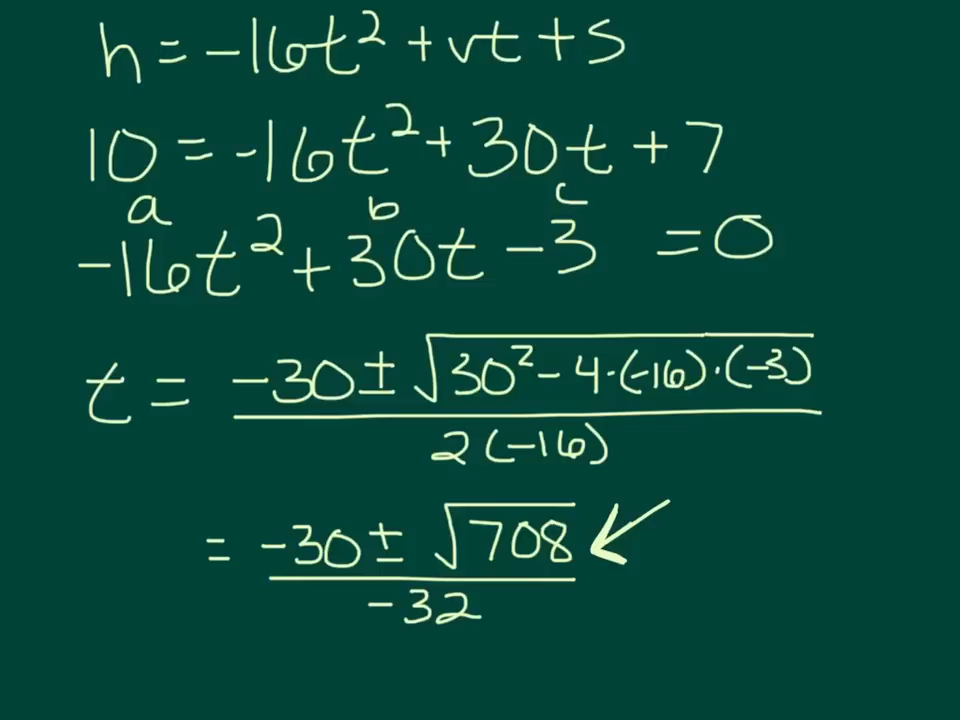 h = -16t² + vt + s
10 = -16t² + 30t + 7
a b c
-16t² + 30t - 3 = 0
t = -30 ± √30² - 4·(-16)·(-3)
2(-16)
= -30 ± √708
-32